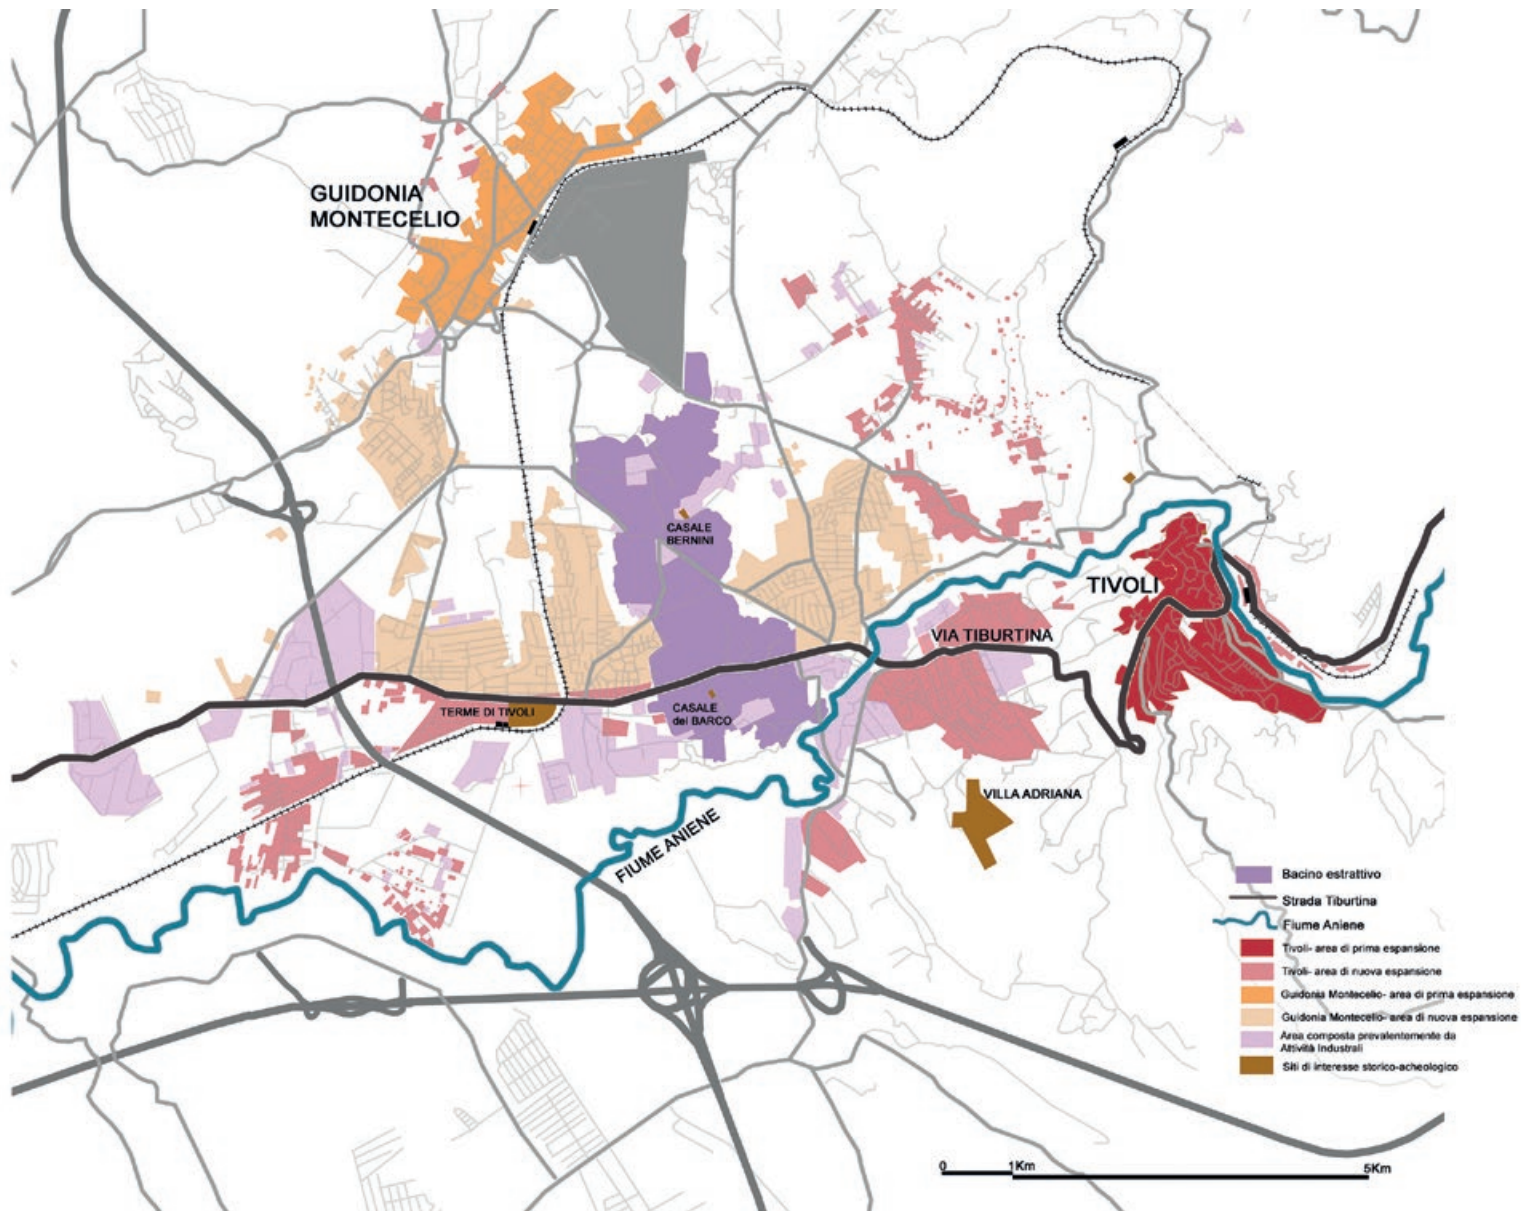 GUIDONIA
MONTECELIO
CASALE
BERNINI
TIVOLI
VIA TIBURTINA
TERME DI TIVOLI
CASALE
del BARCO
VILLA ADRIANA
FIUME ANIENE
Bacino estrattivo
Strada Tiburtina
Fiume Aniene
Tivoli- area di prima espansione
Tivoli- area di nuova espansione
Guidonia Montecelio- area di prima espansione
Guidonia Montecelio- area di nuova espansione
Area composta prevalentemente da
Attività Industrali
Siti di interesse storico-acheologico
0 1Km 5Km